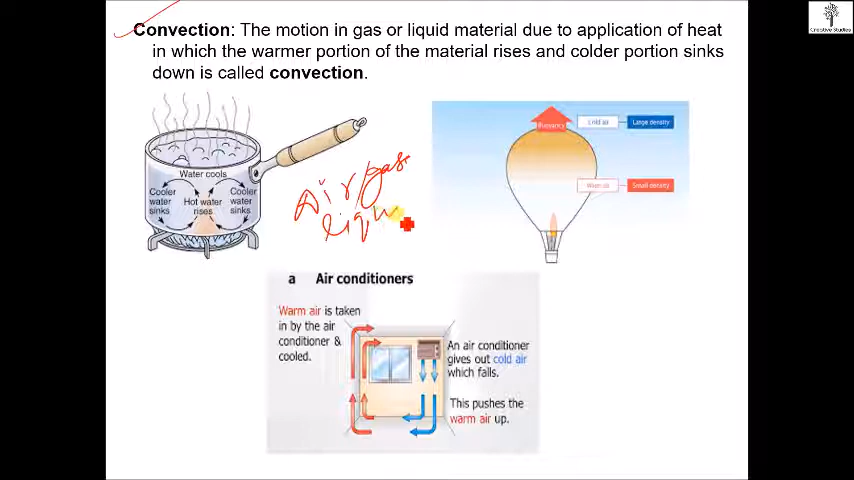 Convection: The motion in gas or liquid material due to application of heat
in which the warmer portion of the material rises and colder portion sinks
down is called convection.
Creative Studies
Water cools
Cooler
water
sinks
Hot water
rises
Cooler
water
sinks
Air/gas
liqu
Buoyancy
Cold air
Large density
Warm air
Small density
a Air conditioners
Warm air is taken
in by the air
conditioner &
cooled.
An air conditioner
gives out cold air
which falls.
This pushes the
warm air up.